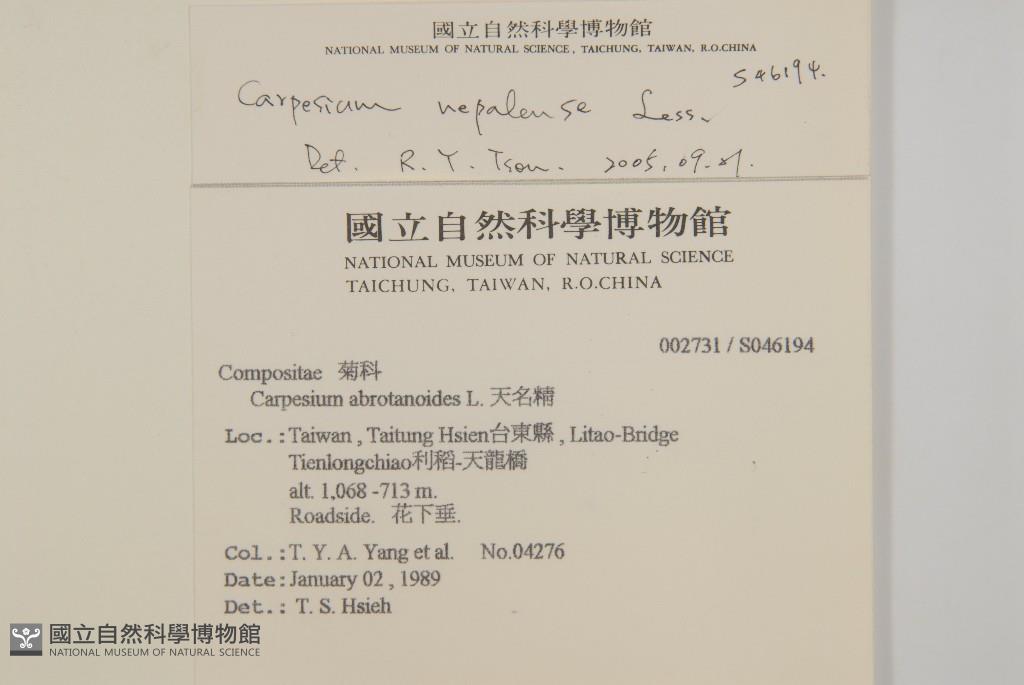 國立自然科學博物館
NATIONAL MUSEUM OF NATURAL SCIENCE, TAICHUNG, TAIWAN, R.O.CHINA
S46194.
Carpesium nepalense Less.
Det. R. Y. Tsou. 2005.09.
國立自然科學博物館
NATIONAL MUSEUM OF NATURAL SCIENCE
TAICHUNG, TAIWAN, R.O.CHINA
002731 / S046194
Compositae 菊科
Carpesium abrotanoides L. 天名精
Loc.:Taiwan , Taitung Hsien台東縣 , Litao-Bridge
Tienlongchiao利稻-天龍橋
alt. 1,068 -713 m.
Roadside. 花下垂.
Col.:T. Y. A. Yang et al. No.04276
Date:January 02 , 1989
Det.: T. S. Hsieh
國立自然科學博物館
NATIONAL MUSEUM OF NATURAL SCIENCE